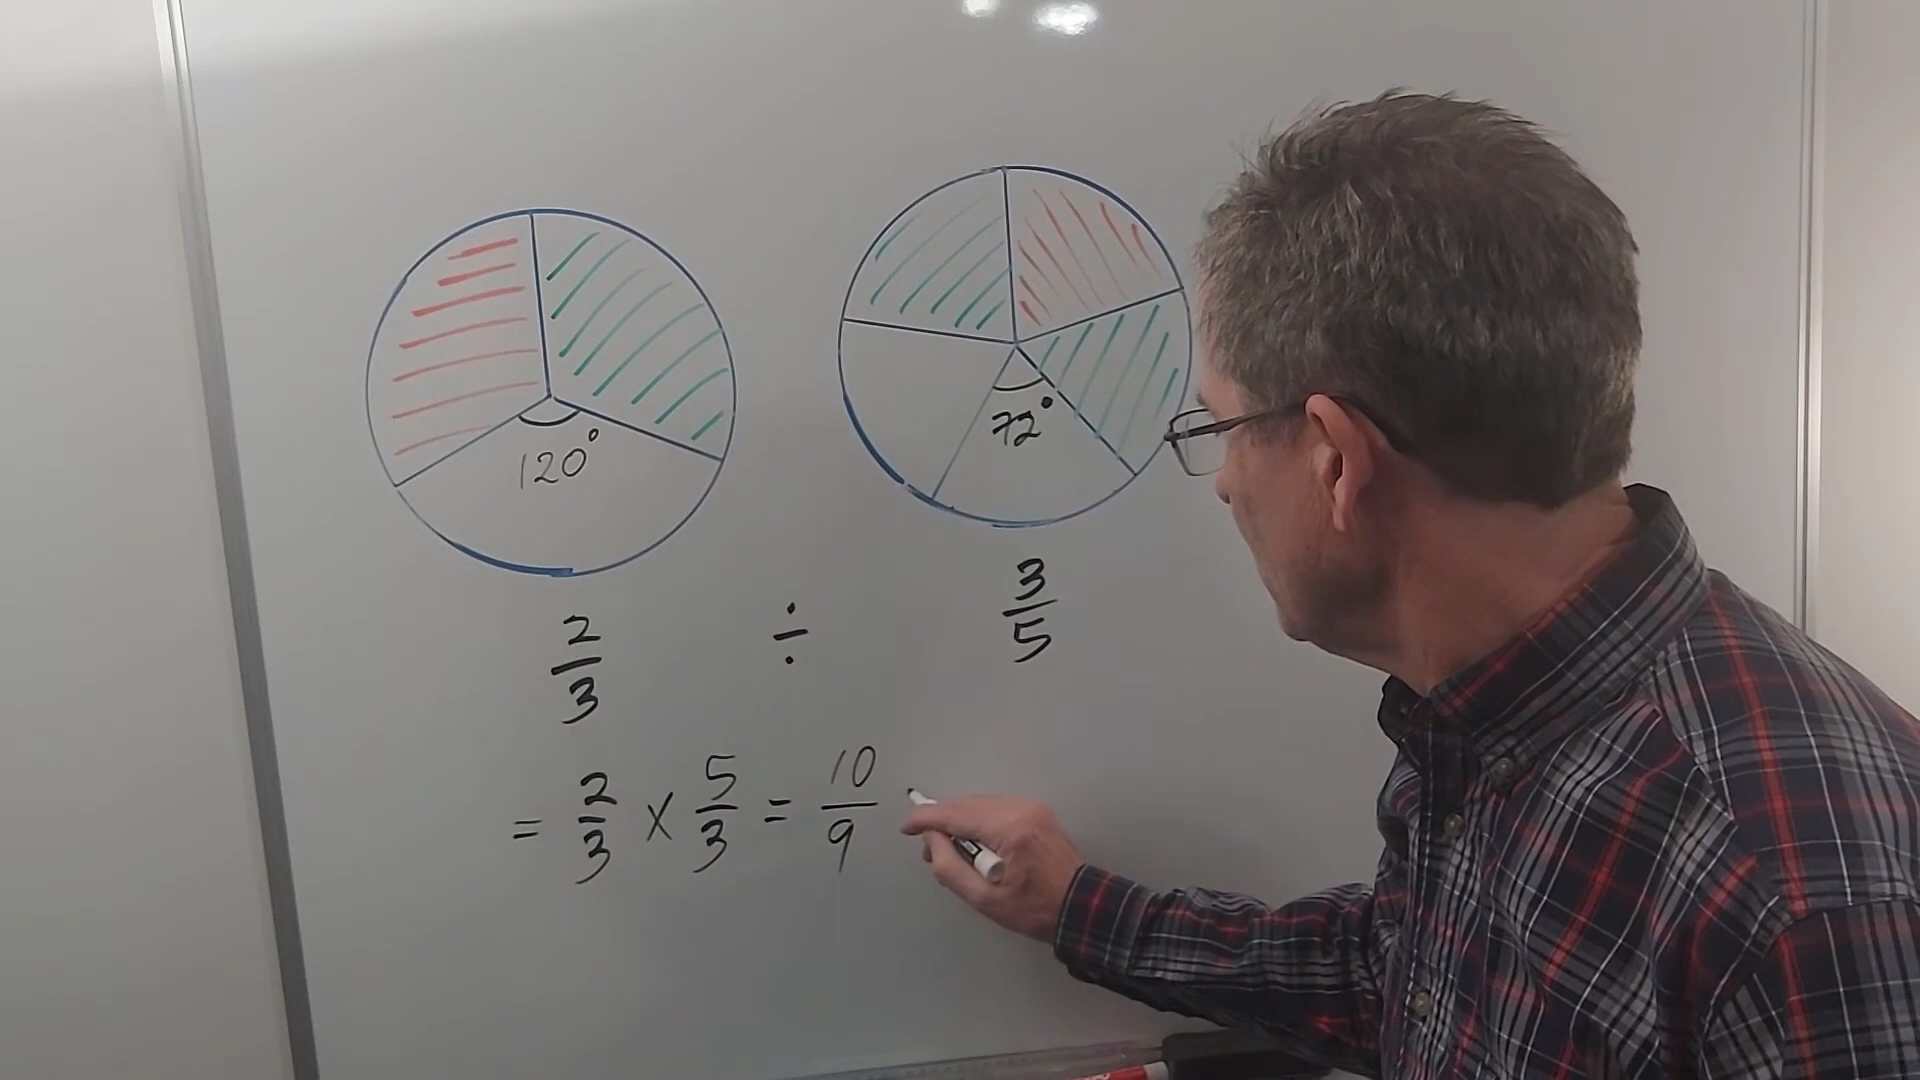 120°
72°
2/3 ÷ 3/5
= 2/3 × 5/3 = 10/9